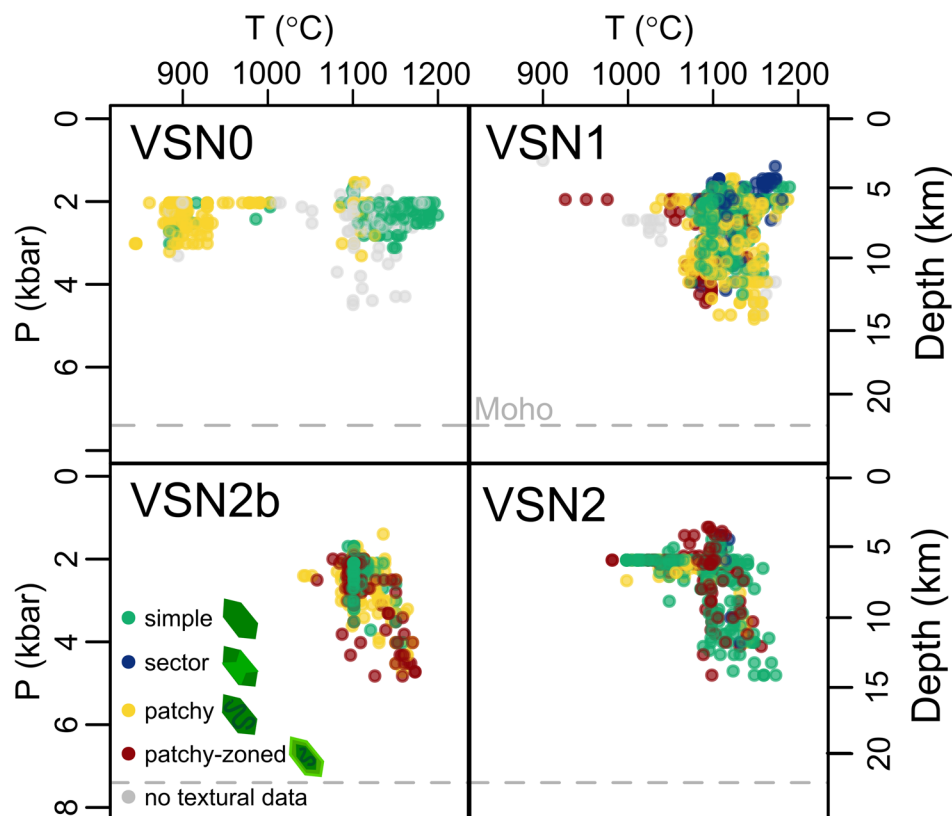 T (°C) T (°C)
900 1000 1100 1200 900 1000 1100 1200
VSN0 VSN1
P (kbar)
0
2
4
6
0
5
10
15
20
Depth (km)
Moho
VSN2b VSN2
P (kbar)
0
2
4
6
8
simple
sector
patchy
patchy-zoned
no textural data
0
5
10
15
20
Depth (km)